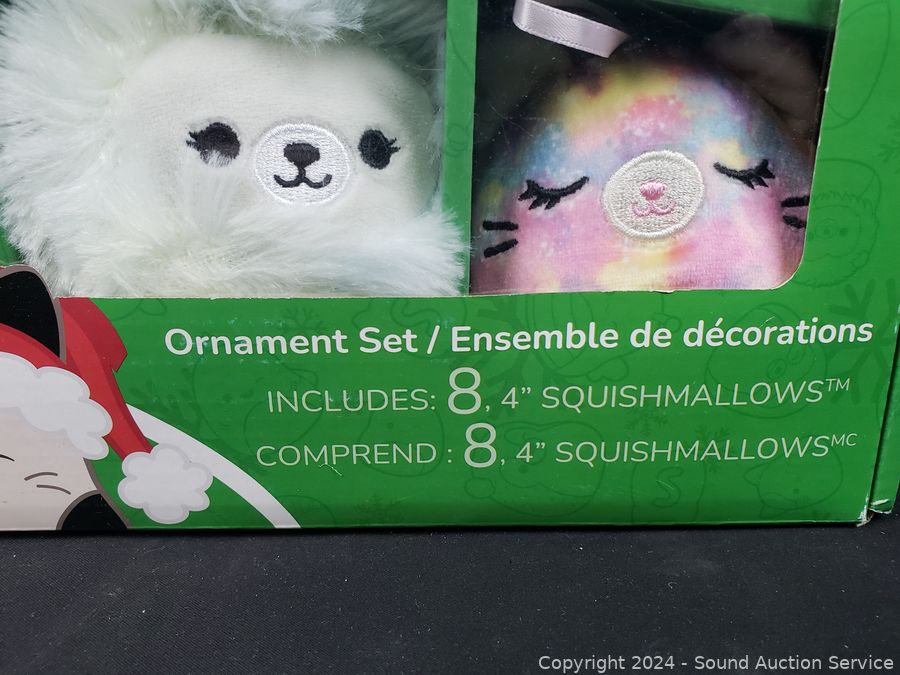 Ornament Set / Ensemble de décorations
INCLUDES: 8, 4” SQUISHMALLOWS™
COMPREND : 8, 4” SQUISHMALLOWSᴹᶜ
Copyright 2024 - Sound Auction Service